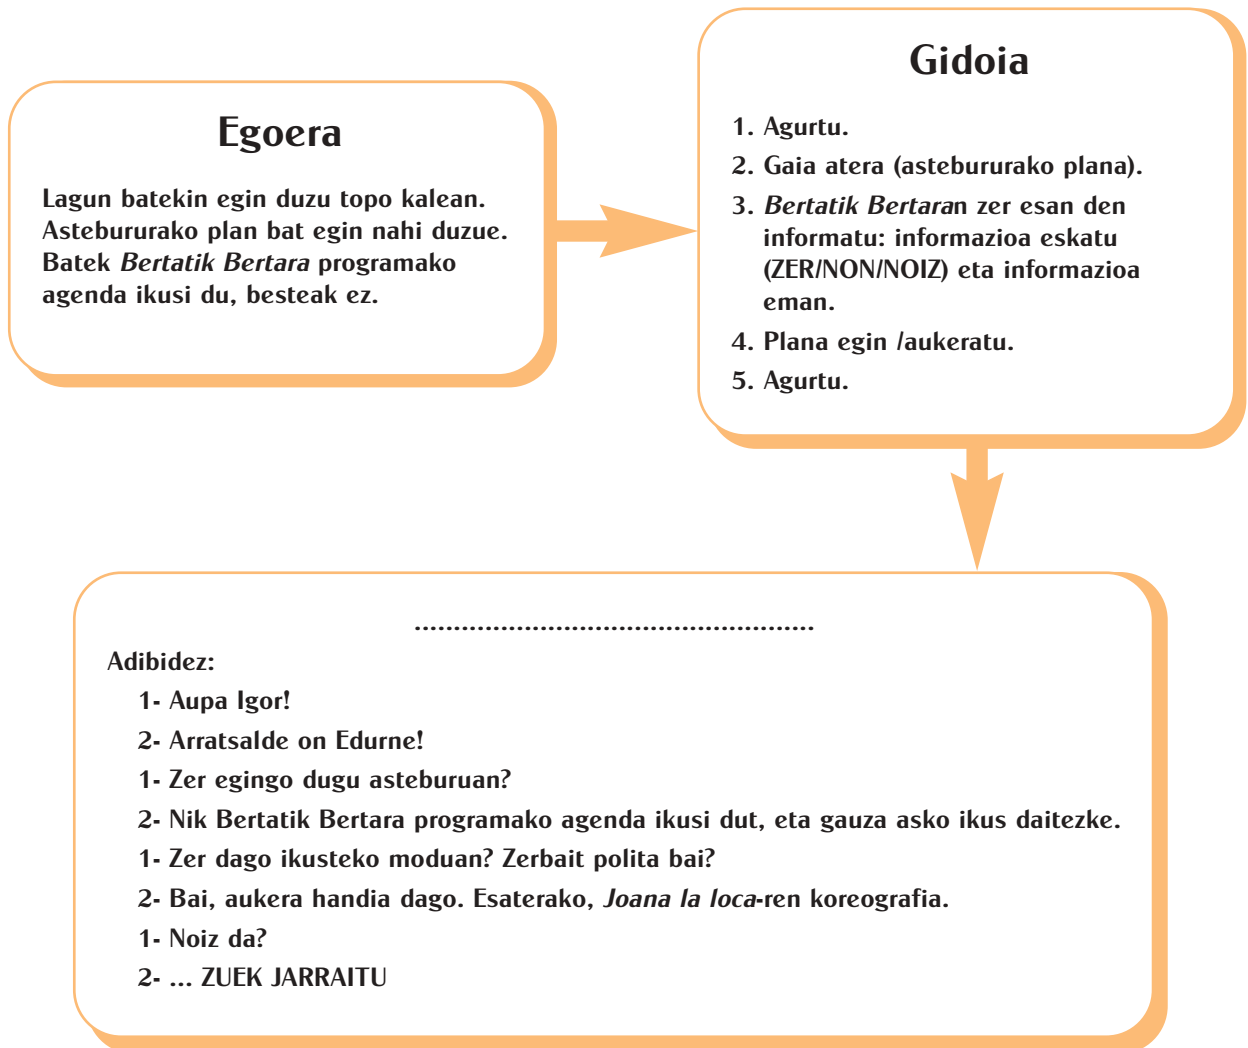 Egoera
Lagun batekin egin duzu topo kalean.
Astebururako plan bat egin nahi duzue.
Batek Bertatik Bertara programako
agenda ikusi du, besteak ez.
Gidoia
1. Agurtu.
2. Gaia atera (astebururako plana).
3. Bertatik Bertaran zer esan den
informatu: informazioa eskatu
(ZER/NON/NOIZ) eta informazioa
eman.
4. Plana egin /aukeratu.
5. Agurtu.
...................................................
Adibidez:
1- Aupa Igor!
2- Arratsalde on Edurne!
1- Zer egingo dugu asteburuan?
2- Nik Bertatik Bertara programako agenda ikusi dut, eta gauza asko ikus daitezke.
1- Zer dago ikusteko moduan? Zerbait polita bai?
2- Bai, aukera handia dago. Esaterako, Joana la loca-ren koreografia.
1- Noiz da?
2- ... ZUEK JARRAITU